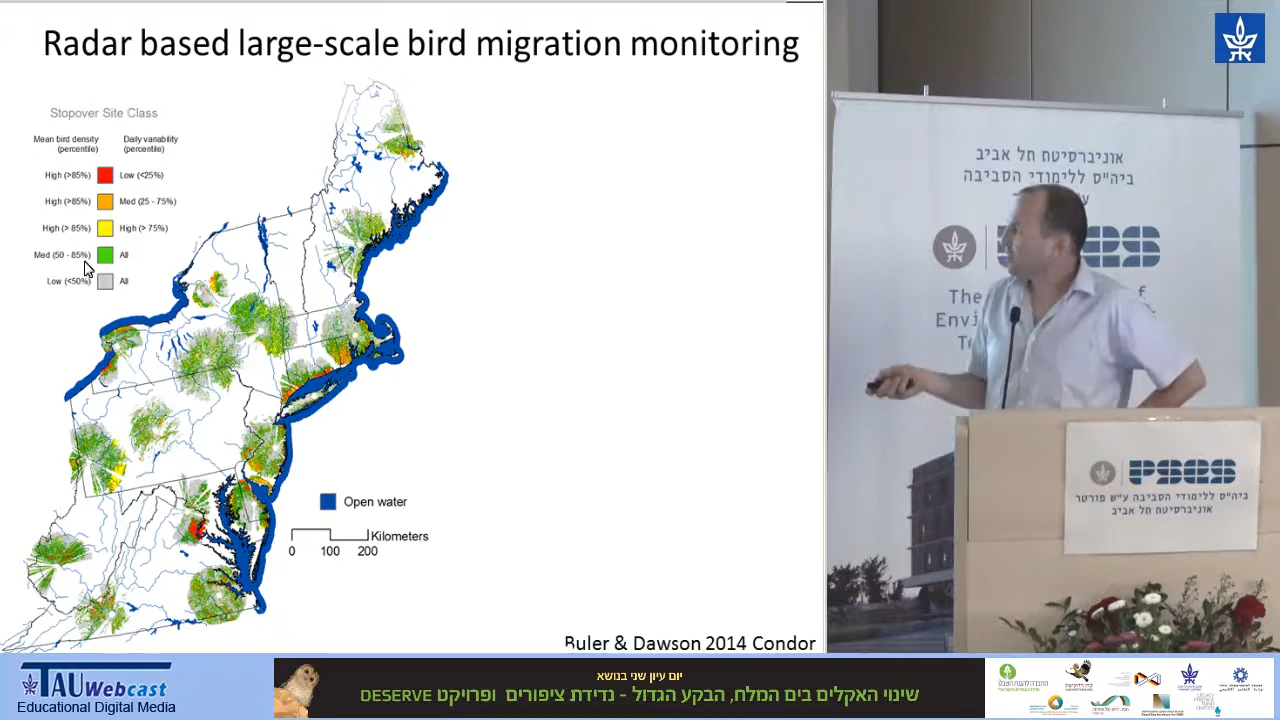 Radar based large-scale bird migration monitoring
Stopover Site Class
Mean bird density
(percentile)
Daily variability
(percentile)
High (>85%) Low (<25%)
High (>85%) Med (25 - 75%)
High (> 85%) High (> 75%)
Med (50 - 85%) All
Low (<50%) All
Open water
Kilometers
0 100 200
Buler & Dawson 2014 Condor
אוניברסיטת תל אביב
ביה"ס ללימודי הסביבה
The
of
Envi
PSES
ביה"ס ללימודי הסביבה ע"ש פורטר
אוניברסיטת תל אביב
TAU Webcast
Educational Digital Media
יום עיון שני בנושא
שינוי האקלים בים המלח, הבקע הגדול - נדידת ציפורים ופרויקט DESERVE